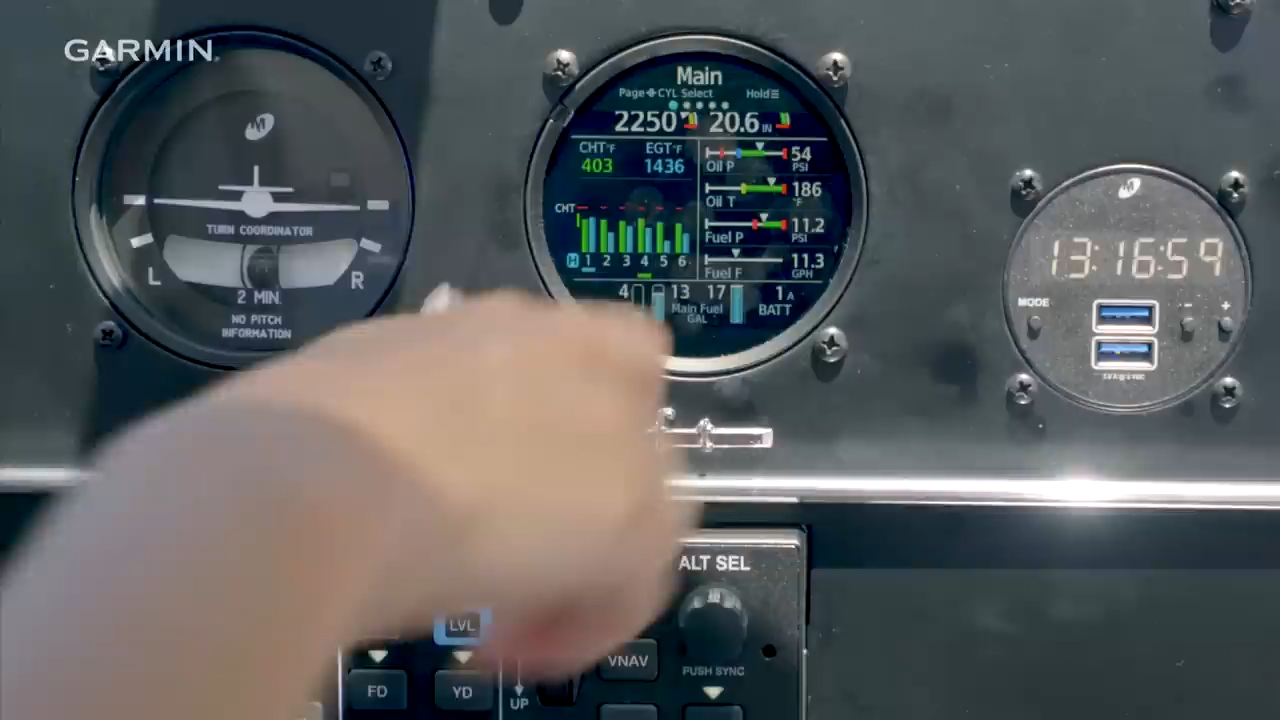 GARMIN
TURN COORDINATOR
L
R
2 MIN.
NO PITCH
INFORMATION
Main
Page CYL Select Hold
2250 20.6 IN
CHT °F EGT °F
403 1436
Oil P 54 PSI
Oil T 186 °F
Fuel P 11.2 PSI
Fuel F 11.3 GPH
CHT
H 1 2 3 4 5 6
4 13 17
Main Fuel
GAL
1 A
BATT
13:16:59
MODE - +
ALT SEL
PUSH SYNC
LVL
VNAV
FD
YD
UP